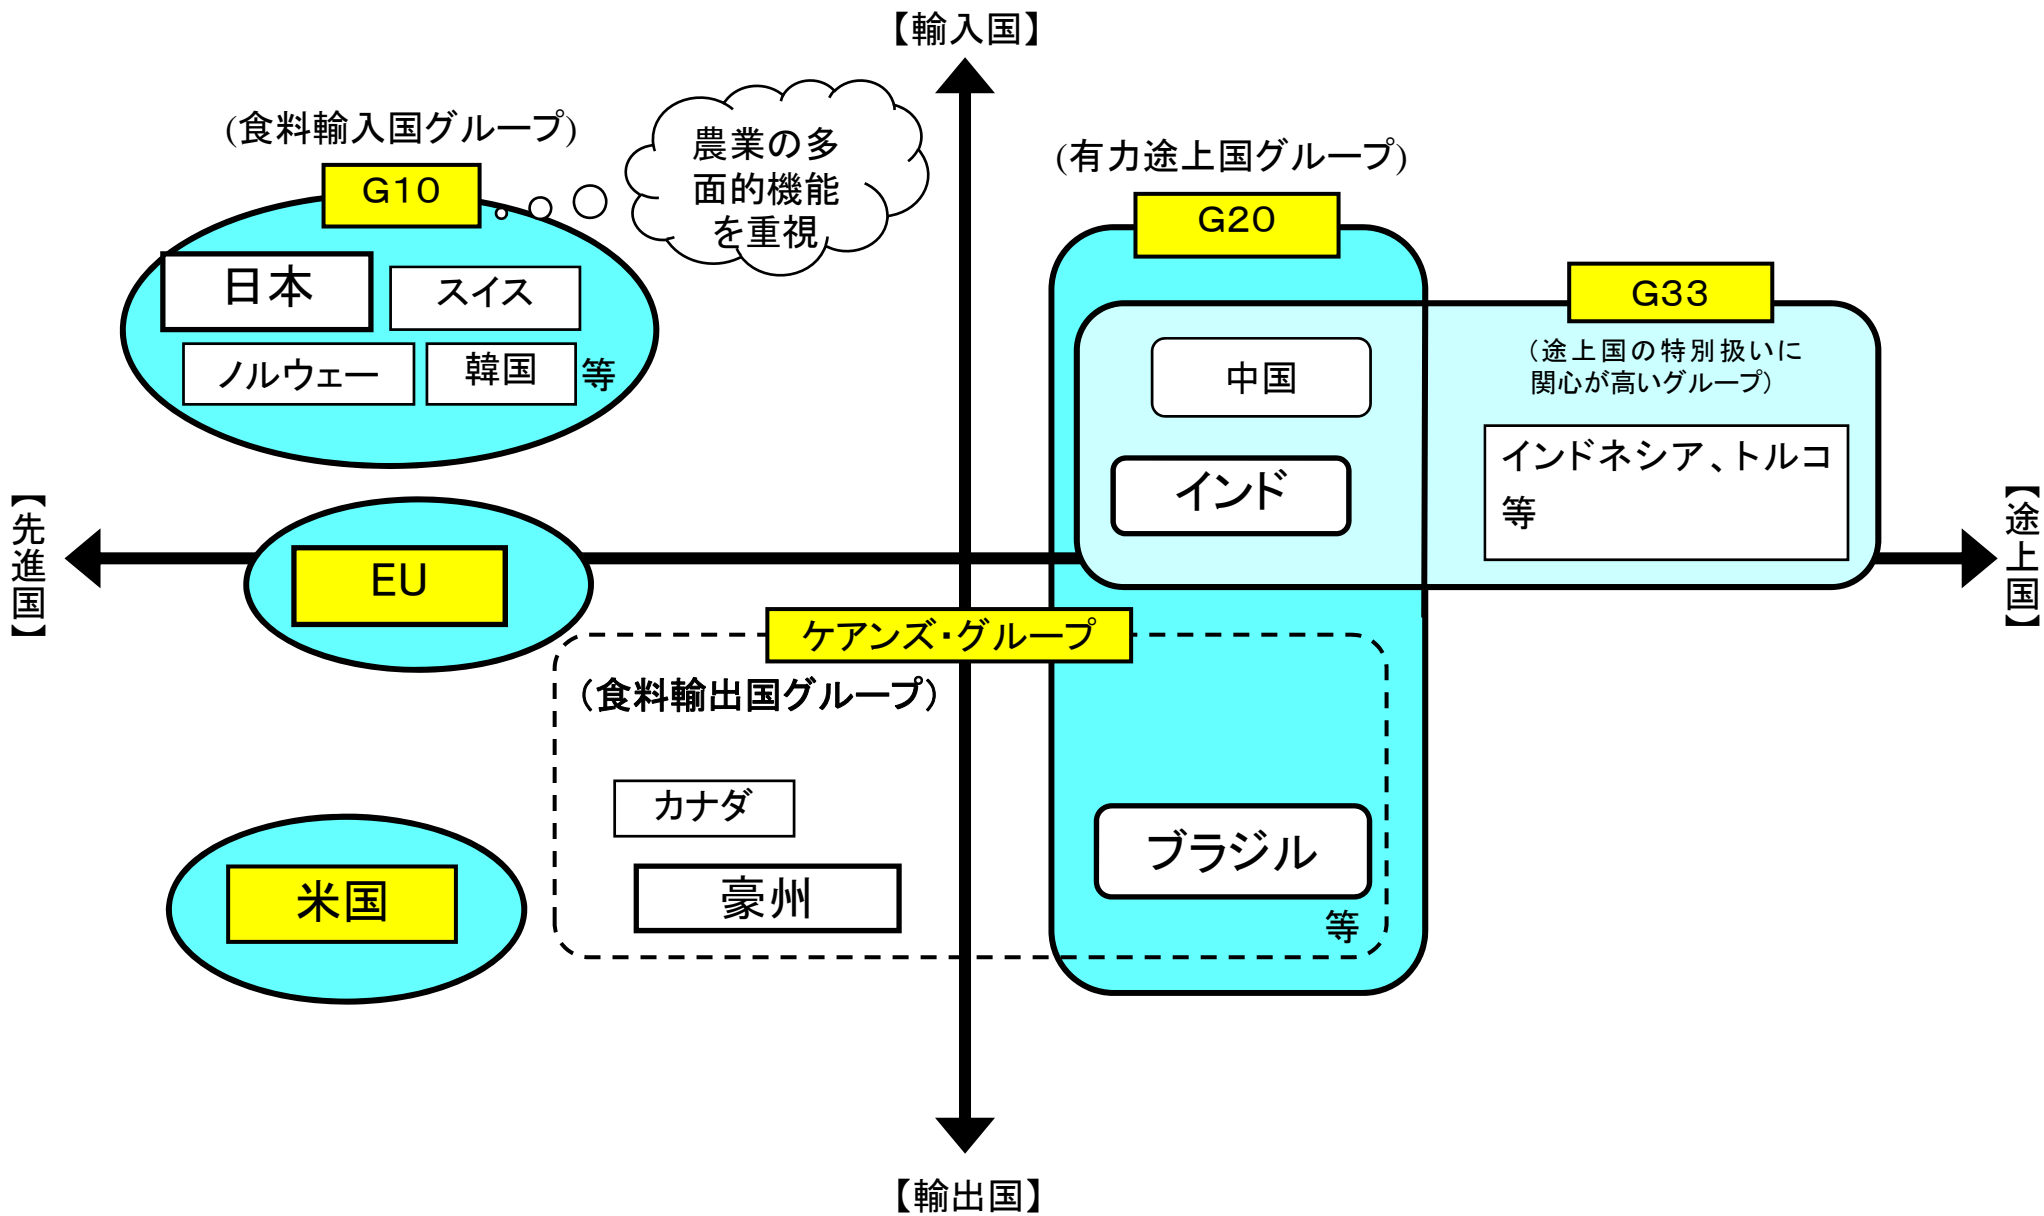 【輸入国】
(食料輸入国グループ)
農業の多
面的機能
を重視
(有力途上国グループ)
G10
G20
日本
スイス
ノルウェー
韓国
等
G33
（途上国の特別扱いに
関心が高いグループ）
中国
インド
インドネシア、トルコ
等
【先進国】
【途上国】
EU
ケアンズ・グループ
（食料輸出国グループ）
カナダ
豪州
米国
ブラジル
等
【輸出国】